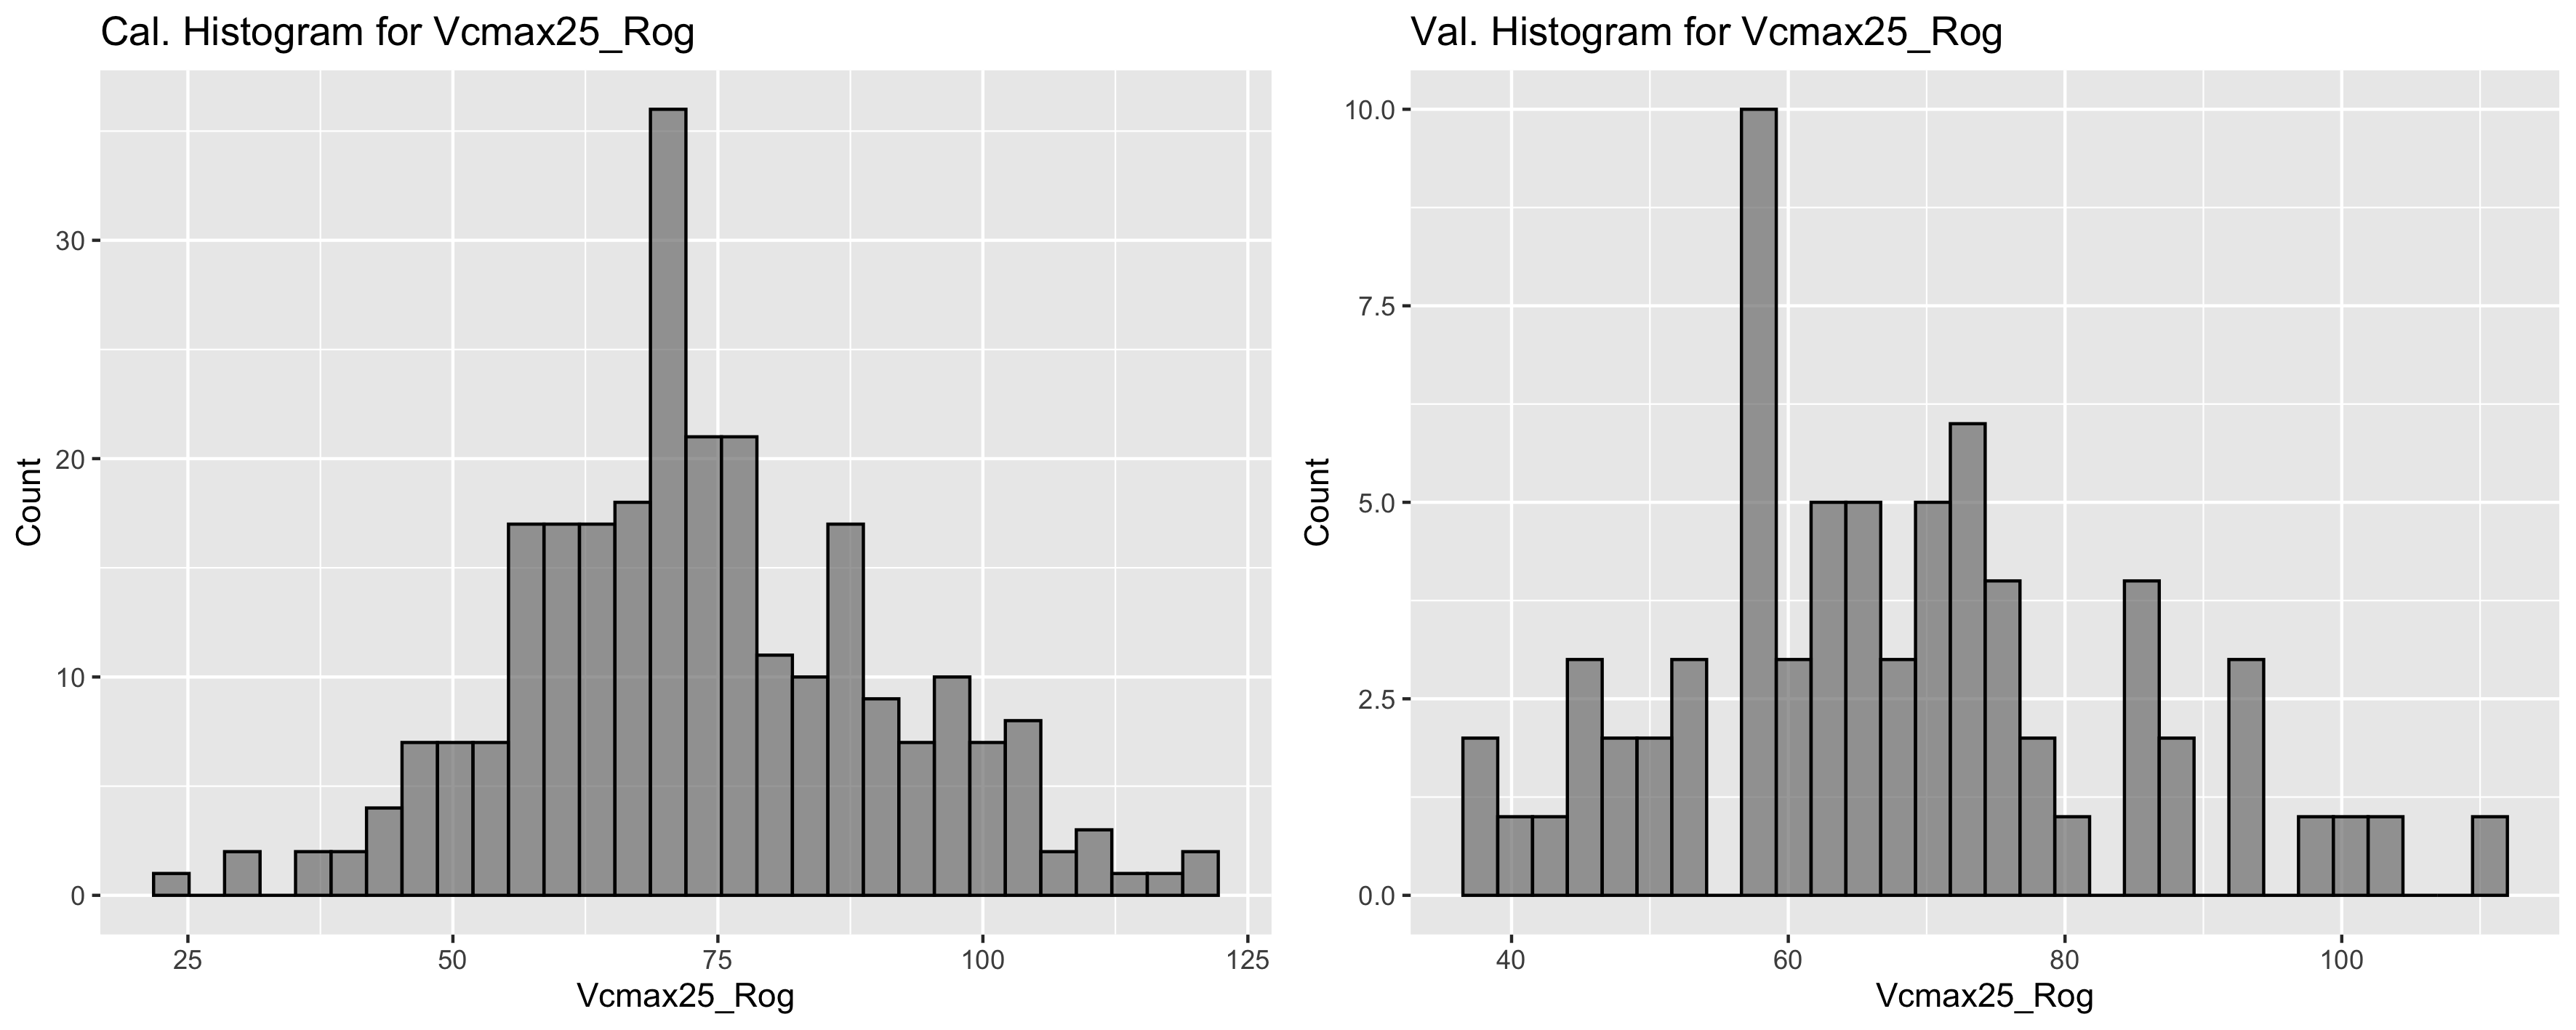 Cal. Histogram for Vcmax25_Rog
Count
30
20
10
0
25 50 75 100 125
Vcmax25_Rog
Val. Histogram for Vcmax25_Rog
Count
10.0
7.5
5.0
2.5
0.0
40 60 80 100
Vcmax25_Rog